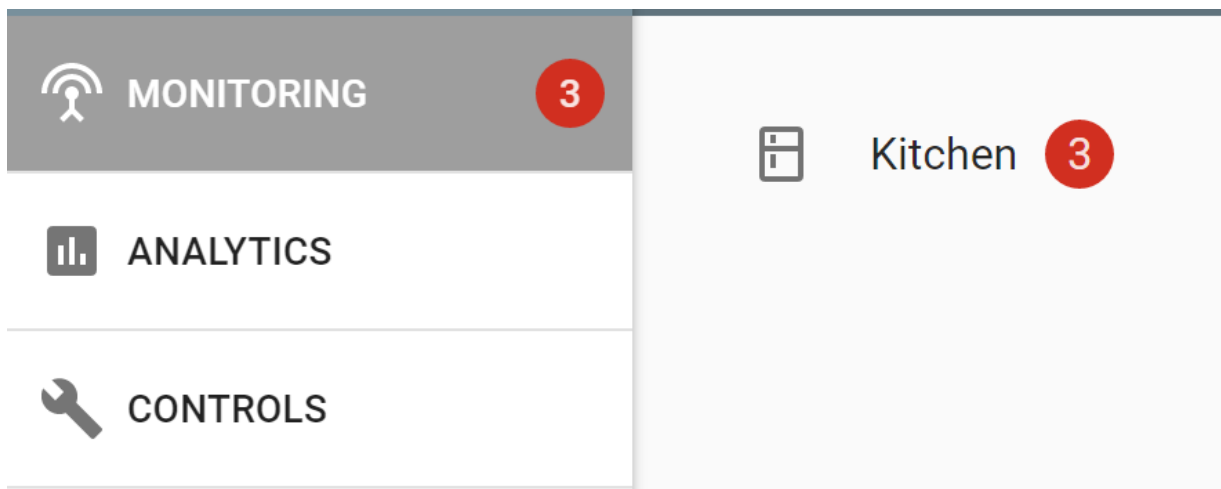 MONITORING 3
Kitchen 3
ANALYTICS
CONTROLS